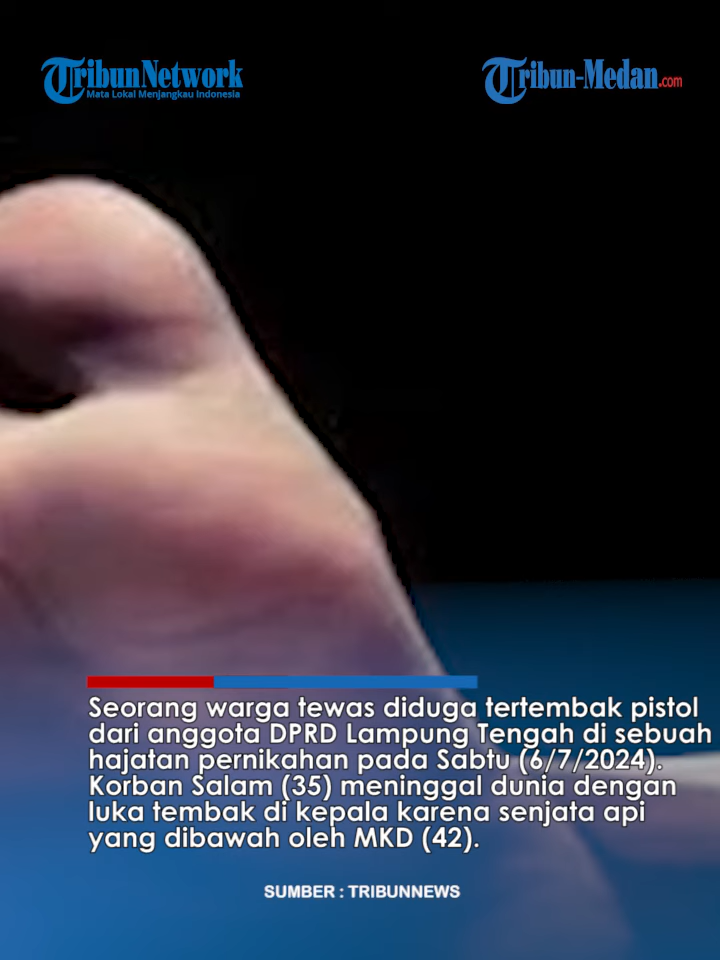 TribunNetwork
Mata Lokal Menjangkau Indonesia
Tribun-Medan.com
Seorang warga tewas diduga tertembak pistol
dari anggota DPRD Lampung Tengah di sebuah
hajatan pernikahan pada Sabtu (6/7/2024).
Korban Salam (35) meninggal dunia dengan
luka tembak di kepala karena senjata api
yang dibawah oleh MKD (42).
SUMBER : TRIBUNNEWS